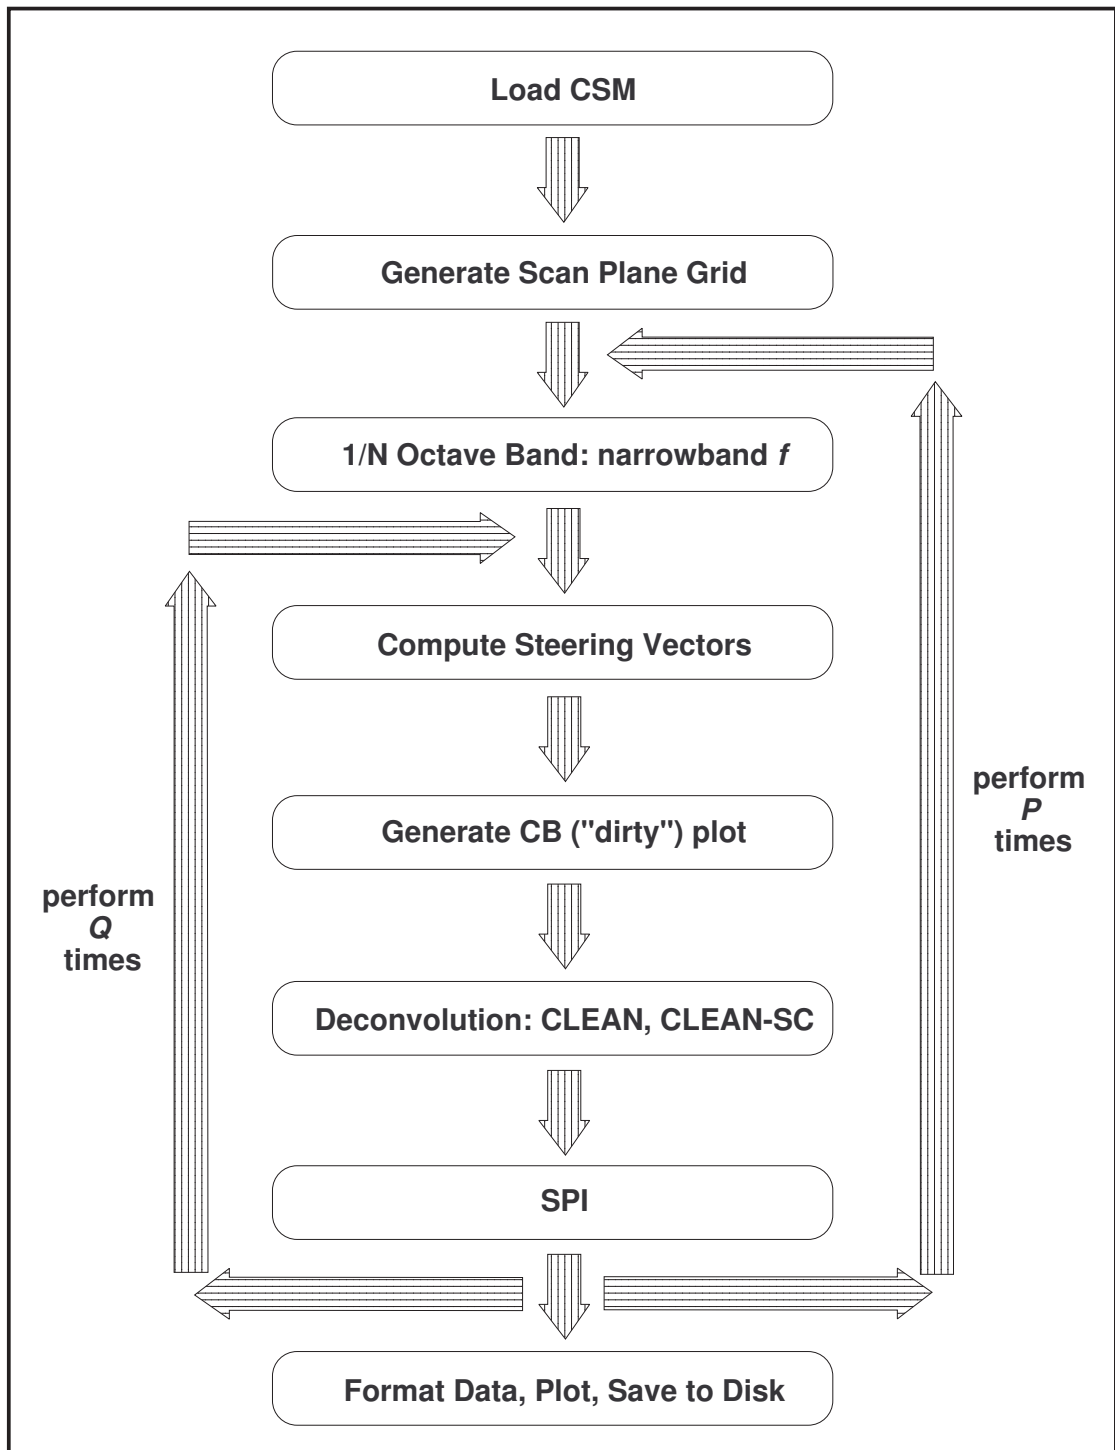 Load CSM
Generate Scan Plane Grid
1/N Octave Band: narrowband f
Compute Steering Vectors
Generate CB ("dirty") plot
perform
P
times
perform
Q
times
Deconvolution: CLEAN, CLEAN-SC
SPI
Format Data, Plot, Save to Disk